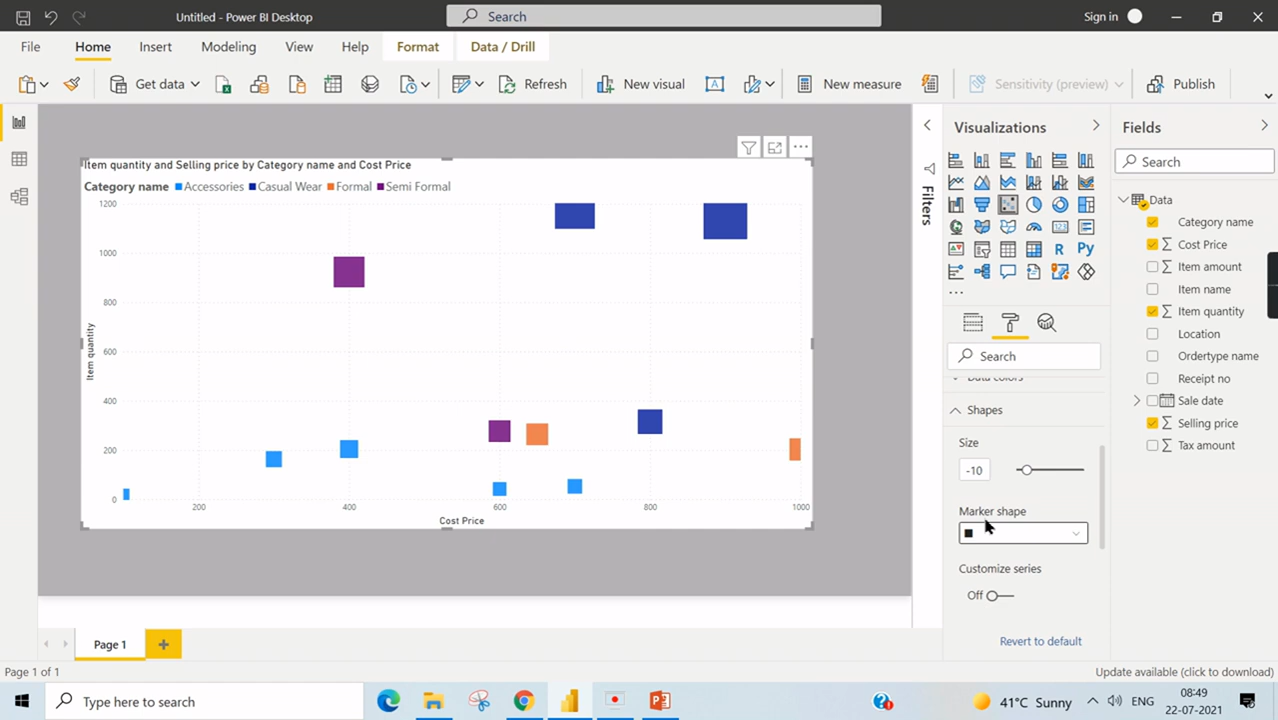 Untitled - Power BI Desktop
Search
Sign in
File Home Insert Modeling View Help Format Data / Drill
Get data Refresh New visual New measure Sensitivity (preview) Publish
Item quantity and Selling price by Category name and Cost Price
Category name Accessories Casual Wear Formal Semi Formal
1200
1000
800
600
400
200
0
Item quantity
200 400 600 800 1000
Cost Price
Filters
Visualizations
R Py
Search
Data colors
Shapes
Size
-10
Marker shape
Customize series
Off
Revert to default
Fields
Search
Data
Category name
Cost Price
Item amount
Item name
Item quantity
Location
Ordertype name
Receipt no
Sale date
Selling price
Tax amount
Page 1
Page 1 of 1
Update available (click to download)
Type here to search
41°C Sunny
ENG
08:49
22-07-2021